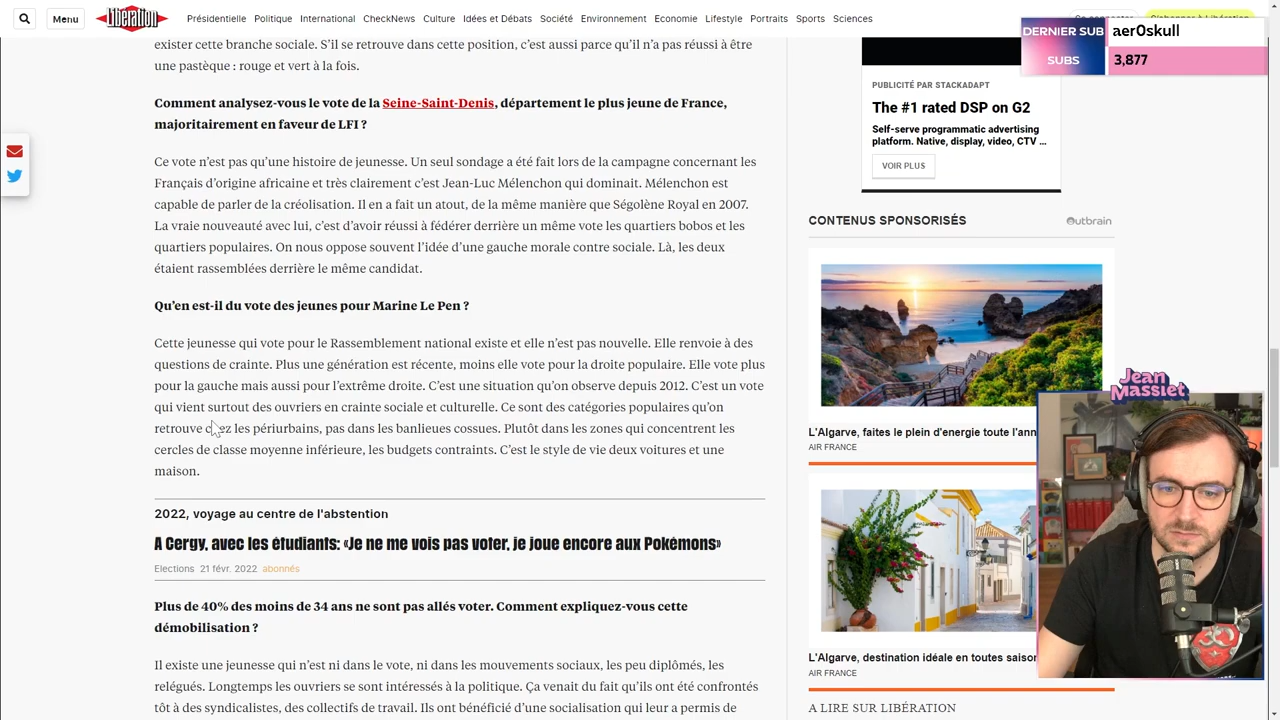 Menu
Libération
Présidentielle Politique International CheckNews Culture Idées et Débats Société Environnement Economie Lifestyle Portraits Sports Sciences
DERNIER SUB
aer0skull
SUBS
3,877
exister cette branche sociale. S'il se retrouve dans cette position, c'est aussi parce qu'il n'a pas réussi à être
une pastèque : rouge et vert à la fois.
Comment analysez-vous le vote de la Seine-Saint-Denis, département le plus jeune de France,
majoritairement en faveur de LFI ?
Ce vote n'est pas qu'une histoire de jeunesse. Un seul sondage a été fait lors de la campagne concernant les
Français d'origine africaine et très clairement c'est Jean-Luc Mélenchon qui dominait. Mélenchon est
capable de parler de la créolisation. Il en a fait un atout, de la même manière que Ségolène Royal en 2007.
La vraie nouveauté avec lui, c'est d'avoir réussi à fédérer derrière un même vote les quartiers bobos et les
quartiers populaires. On nous oppose souvent l'idée d'une gauche morale contre sociale. Là, les deux
étaient rassemblées derrière le même candidat.
Qu'en est-il du vote des jeunes pour Marine Le Pen ?
Cette jeunesse qui vote pour le Rassemblement national existe et elle n'est pas nouvelle. Elle renvoie à des
questions de crainte. Plus une génération est récente, moins elle vote pour la droite populaire. Elle vote plus
pour la gauche mais aussi pour l'extrême droite. C'est une situation qu'on observe depuis 2012. C'est un vote
qui vient surtout des ouvriers en crainte sociale et culturelle. Ce sont des catégories populaires qu'on
retrouve chez les périurbains, pas dans les banlieues cossues. Plutôt dans les zones qui concentrent les
cercles de classe moyenne inférieure, les budgets contraints. C'est le style de vie deux voitures et une
maison.
2022, voyage au centre de l'abstention
A Cergy, avec les étudiants: «Je ne me vois pas voter, je joue encore aux Pokémons»
Elections 21 févr. 2022 abonnés
Plus de 40% des moins de 34 ans ne sont pas allés voter. Comment expliquez-vous cette
démobilisation ?
Il existe une jeunesse qui n'est ni dans le vote, ni dans les mouvements sociaux, les peu diplômés, les
relégués. Longtemps les ouvriers se sont intéressés à la politique. Ça venait du fait qu'ils ont été confrontés
tôt à des syndicalistes, des collectifs de travail. Ils ont bénéficié d'une socialisation qui leur a permis de
PUBLICITÉ PAR STACKADAPT
The #1 rated DSP on G2
Self-serve programmatic advertising
platform. Native, display, video, CTV ...
VOIR PLUS
CONTENUS SPONSORISÉS
Outbrain
L'Algarve, faites le plein d'energie toute l'ann
AIR FRANCE
Jean
Massiet
L'Algarve, destination idéale en toutes saison
AIR FRANCE
A LIRE SUR LIBÉRATION